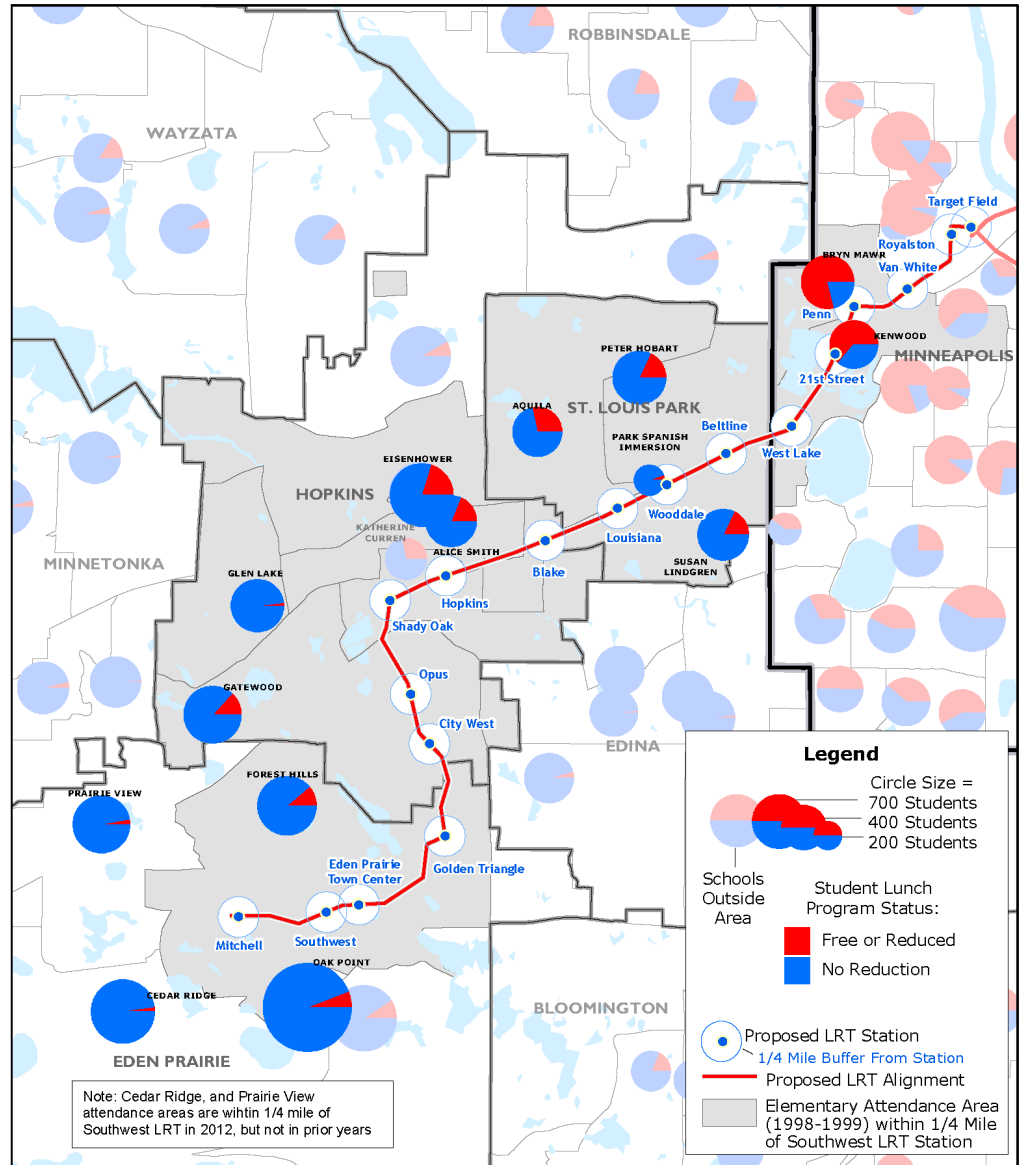 ROBBINSDALE
WAYZATA
Target Field
Royalston
BRYN MAWR
Van White
Penn
KENWOOD
MINNEAPOLIS
21st Street
PETER HOBART
AQUILA
ST. LOUIS PARK
Beltline
PARK SPANISH
IMMERSION
West Lake
EISENHOWER
HOPKINS
Wooddale
KATHERINE
CURREN
Louisiana
ALICE SMITH
MINNETONKA
SUSAN
LINDGREN
Blake
GLEN LAKE
Hopkins
Shady Oak
Opus
GATEWOOD
City West
EDINA
FOREST HILLS
PRAIRIE VIEW
Eden Prairie
Town Center
Golden Triangle
Mitchell
Southwest
OAK POINT
CEDAR RIDGE
BLOOMINGTON
EDEN PRAIRIE
Note: Cedar Ridge, and Prairie View
attendance areas are wihtin 1/4 mile of
Southwest LRT in 2012, but not in prior years
Legend
Circle Size =
700 Students
400 Students
200 Students
Schools
Outside
Area
Student Lunch
Program Status:
Free or Reduced
No Reduction
Proposed LRT Station
1/4 Mile Buffer From Station
Proposed LRT Alignment
Elementary Attendance Area
(1998-1999) within 1/4 Mile
of Southwest LRT Station